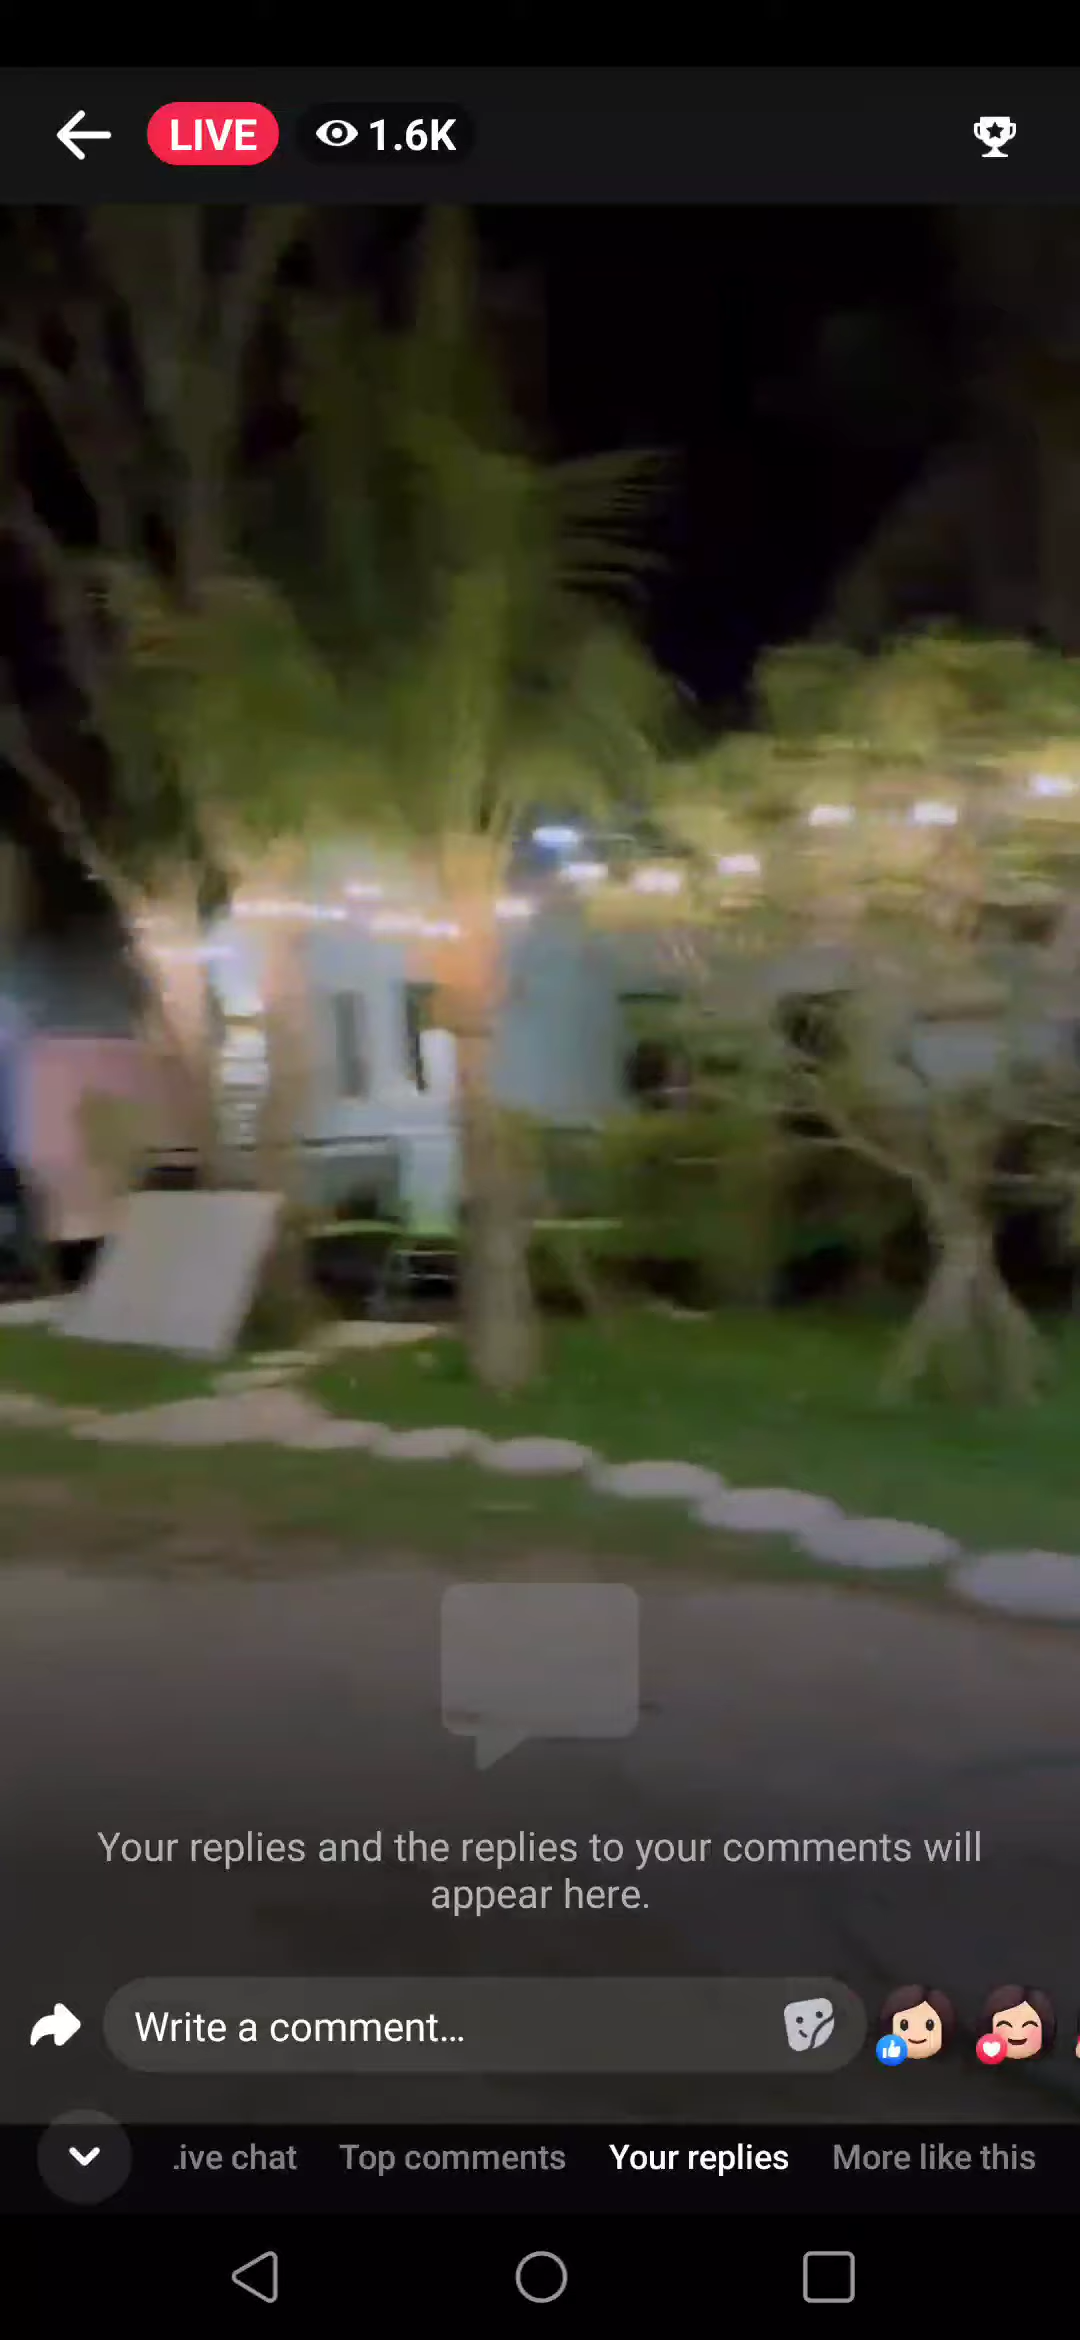 LIVE
1.6K
Your replies and the replies to your comments will
appear here.
Write a comment...
ive chat
Top comments
Your replies
More like this